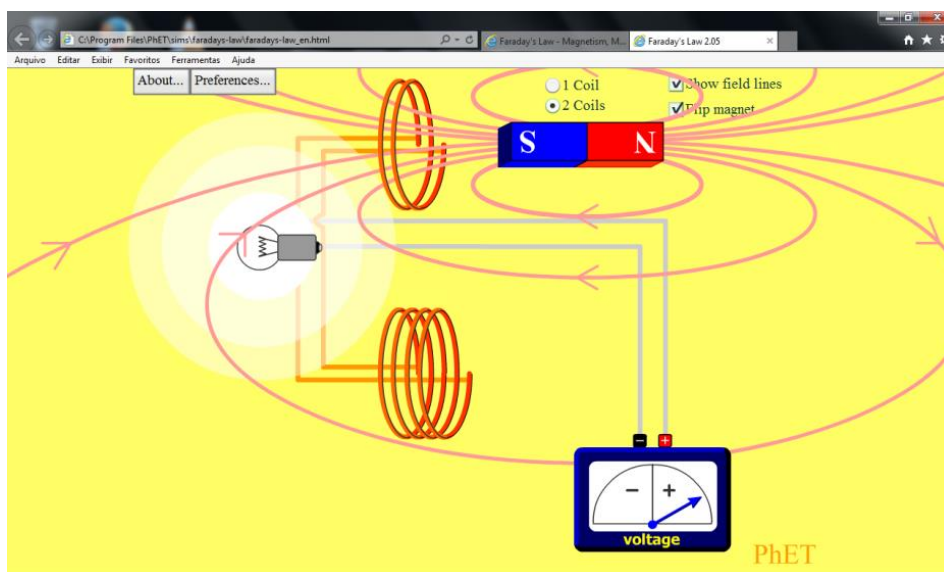 C:\Program Files\PhET\sims\faradays-law\faradays-law_en.html
Faraday's Law - Magnetism, M...
Faraday's Law 2.05
Arquivo Editar Exibir Favoritos Ferramentas Ajuda
About... Preferences...
1 Coil
Show field lines
2 Coils
Flip magnet
S N
- +
- +
voltage
PhET